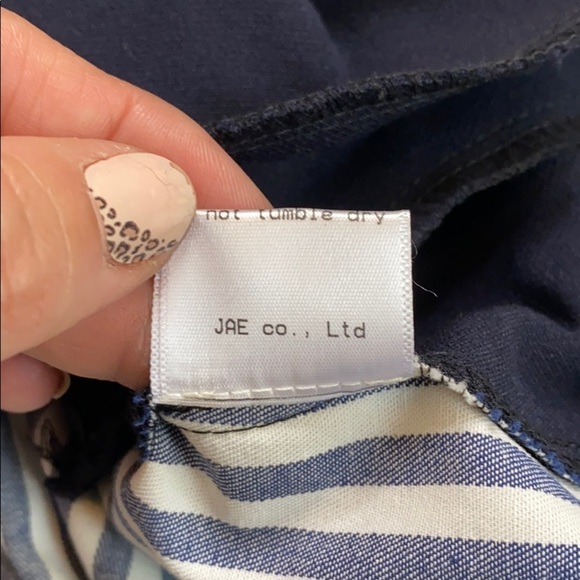 not tumble dry
JAE co., Ltd